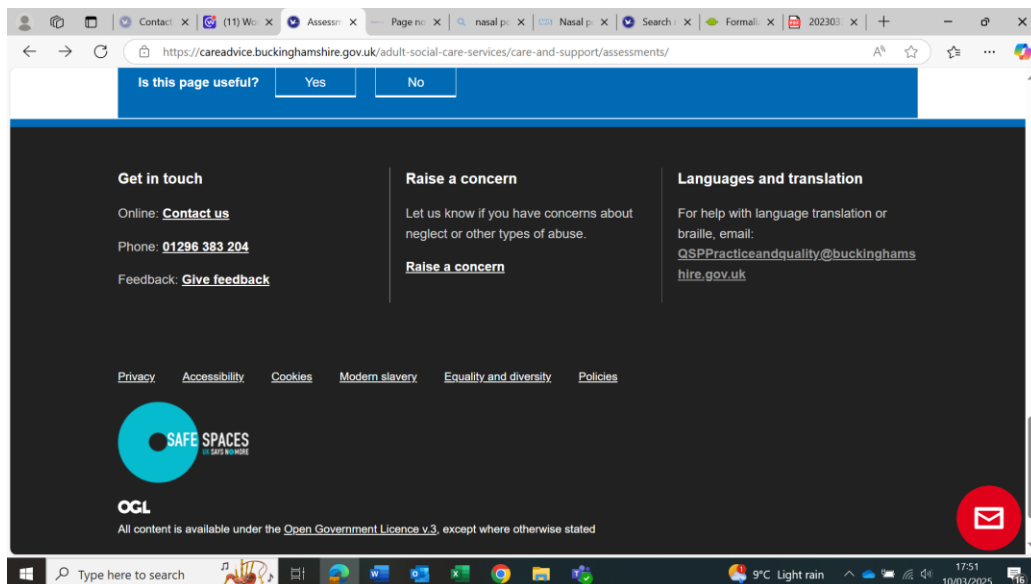 Contact
(11) Wo
Assessm
Page no
nasal po
Nasal p
Search
Formali
202303
https://careadvice.buckinghamshire.gov.uk/adult-social-care-services/care-and-support/assessments/
Is this page useful?
Yes
No
Get in touch
Online: Contact us
Phone: 01296 383 204
Feedback: Give feedback
Raise a concern
Let us know if you have concerns about
neglect or other types of abuse.
Raise a concern
Languages and translation
For help with language translation or
braille, email:
QSPPracticeandquality@buckinghams
hire.gov.uk
Privacy
Accessibility
Cookies
Modern slavery
Equality and diversity
Policies
SAFE SPACES
UK SAYS NO MORE
OGL
All content is available under the Open Government Licence v.3, except where otherwise stated
Type here to search
9°C Light rain
17:51
10/03/2025